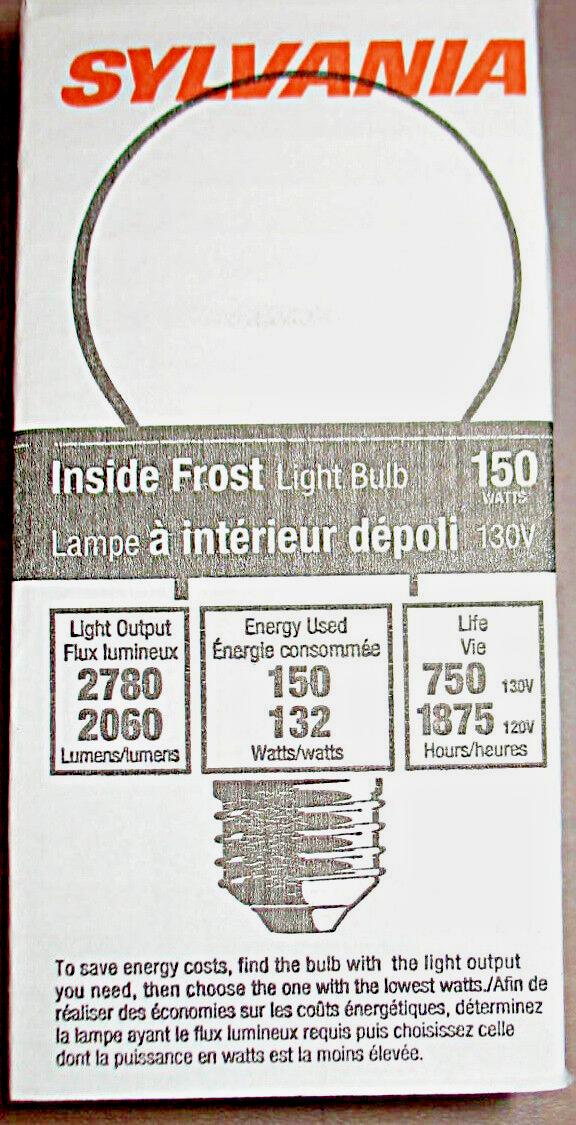 SYLVANIA
Inside Frost Light Bulb 150
WATTS
Lampe à intérieur dépoli 130V
Light Output
Flux lumineux
2780
2060
Lumens/lumens
Energy Used
Énergie consommée
150
132
Watts/watts
Life
Vie
750 130V
1875 120V
Hours/heures
To save energy costs, find the bulb with the light output
you need, then choose the one with the lowest watts./Afin de
réaliser des économies sur les coûts énergétiques, déterminez
la lampe ayant le flux lumineux requis puis choisissez celle
dont la puissance en watts est la moins élevée.